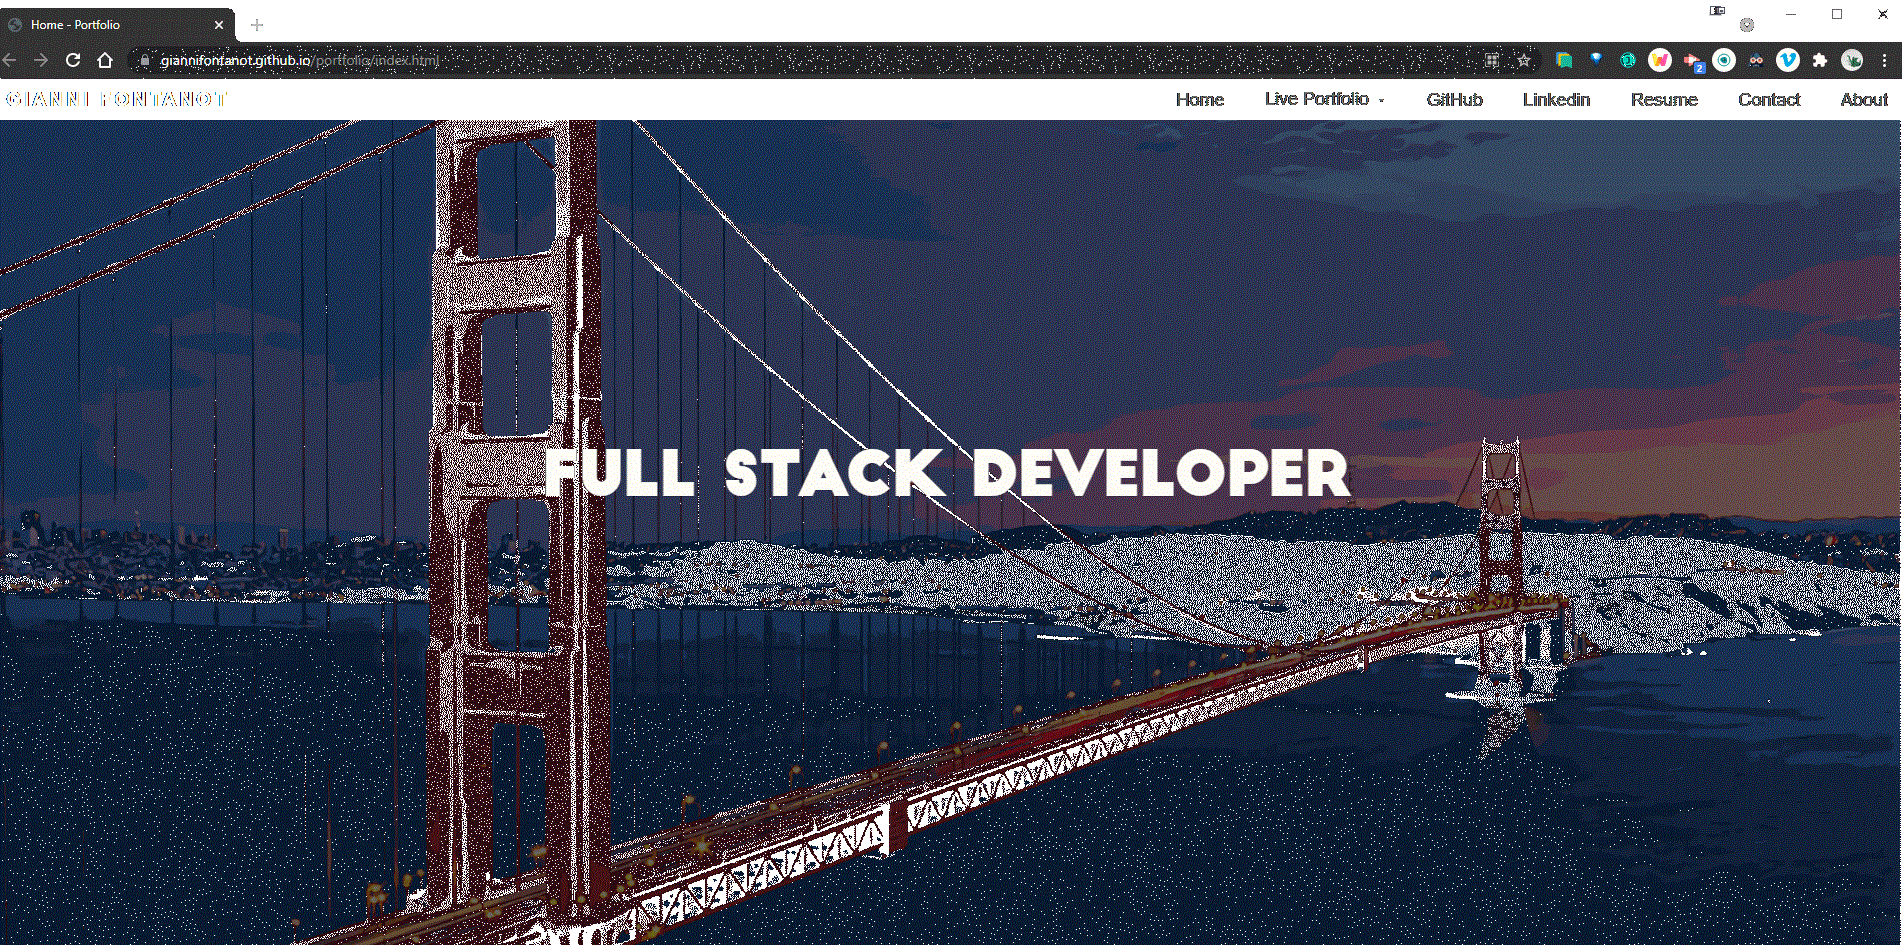 Home - Portfolio
giannifontanot.github.io/portfolio/index.html
2
GIANNI FONTANOT
Home Live Portfolio GitHub Linkedin Resume Contact About
FULL STACK DEVELOPER